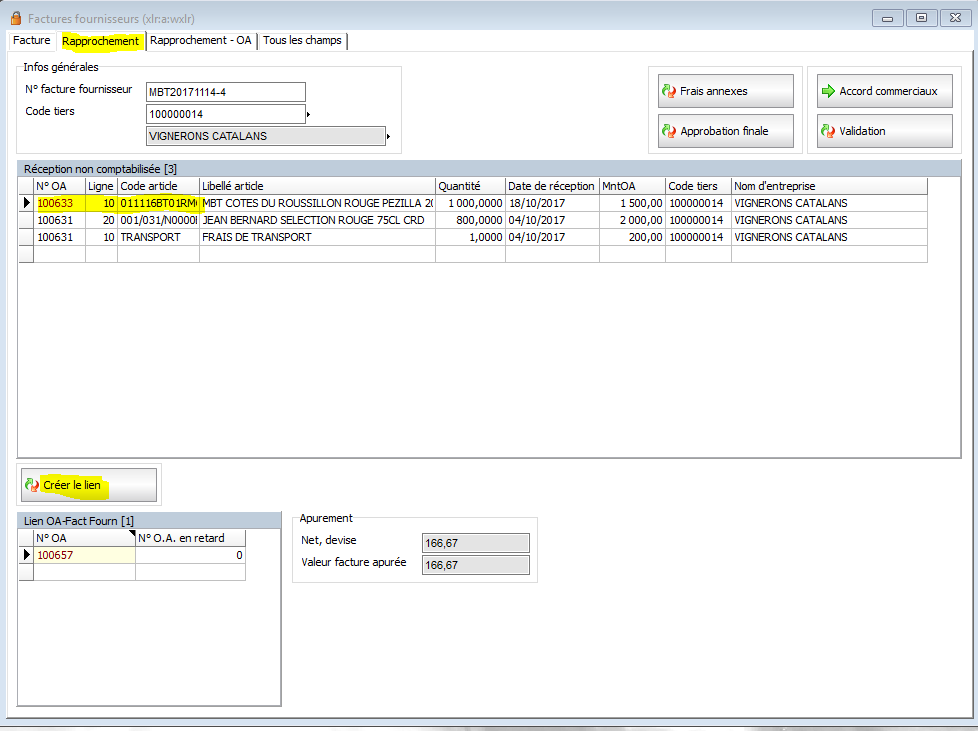 Factures fournisseurs (xlr:a:wxlr)
Facture Rapprochement Rapprochement - OA Tous les champs
Infos générales
N° facture fournisseur MBT20171114-4
Code tiers 100000014
VIGNERONS CATALANS
Frais annexes Accord commerciaux
Approbation finale Validation
Réception non comptabilisée [3]
N° OA Ligne Code article Libellé article Quantité Date de réception MntOA Code tiers Nom d'entreprise
100633 10 011116BT01RM MBT COTES DU ROUSSILLON ROUGE PEZILLA 20 1 000,0000 18/10/2017 1 500,00 100000014 VIGNERONS CATALANS
100631 20 001/031/N0000 JEAN BERNARD SELECTION ROUGE 75CL CRD 800,0000 04/10/2017 2 000,00 100000014 VIGNERONS CATALANS
100631 10 TRANSPORT FRAIS DE TRANSPORT 1,0000 04/10/2017 200,00 100000014 VIGNERONS CATALANS
Créer le lien
Lien OA-Fact Fourn [1]
N° OA N° O.A. en retard
100657 0
Apurement
Net, devise 166,67
Valeur facture apurée 166,67